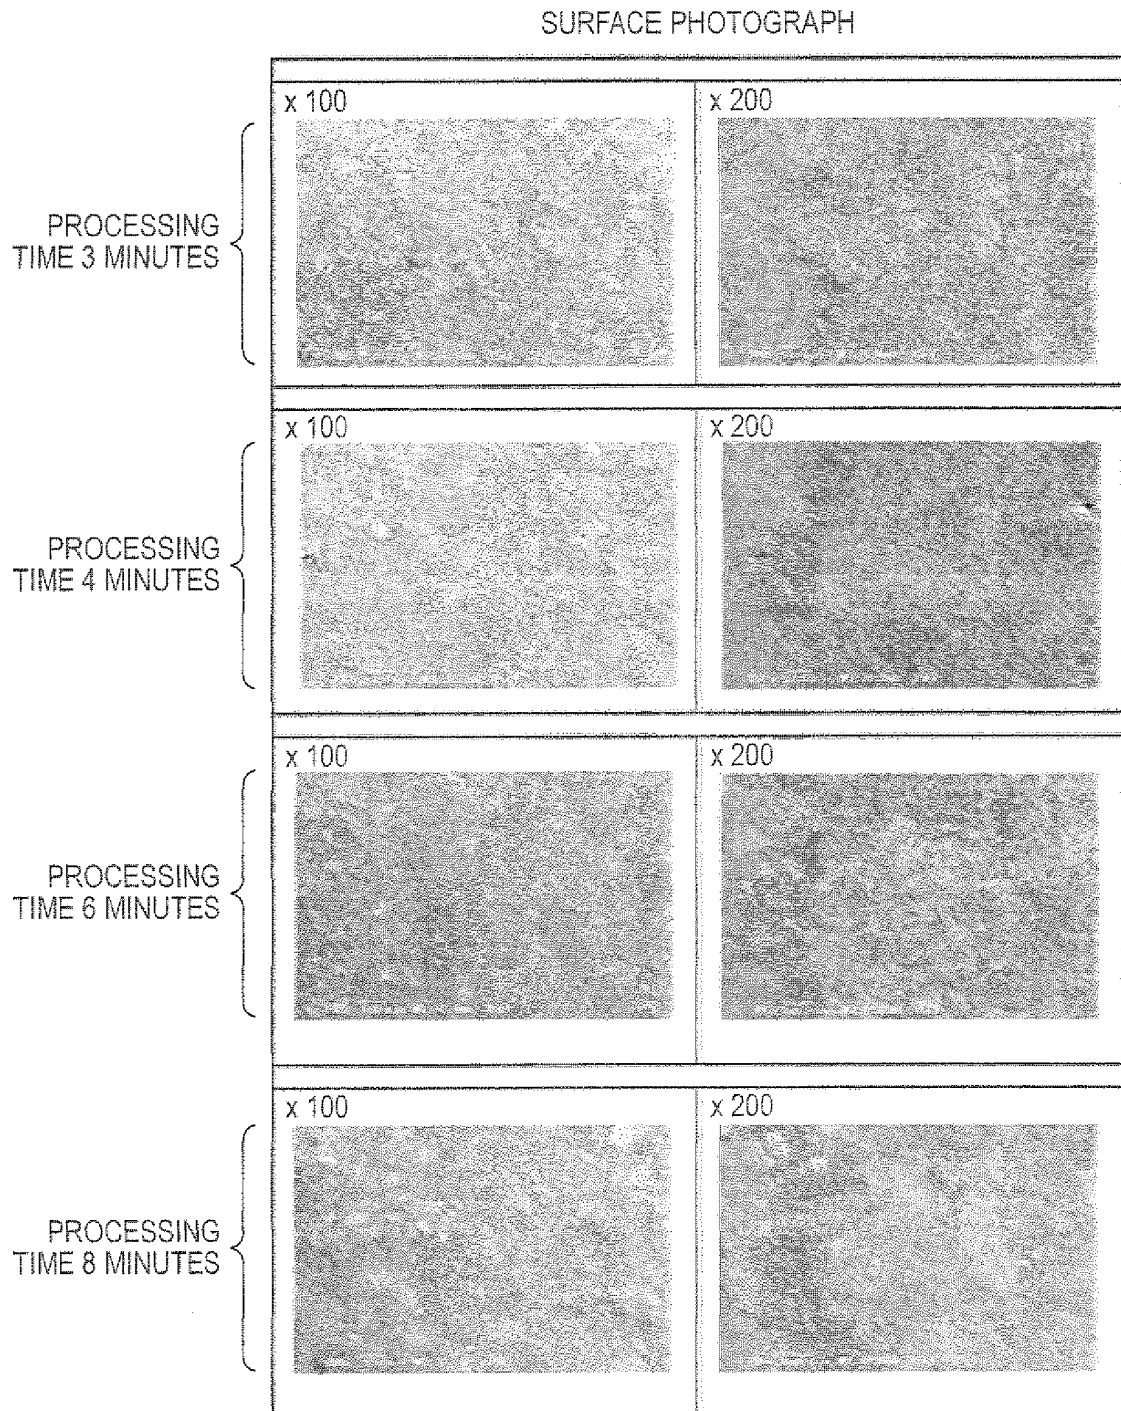 SURFACE PHOTOGRAPH
x 100
x 200
PROCESSING
TIME 3 MINUTES
x 100
x 200
PROCESSING
TIME 4 MINUTES
x 100
x 200
PROCESSING
TIME 6 MINUTES
x 100
x 200
PROCESSING
TIME 8 MINUTES